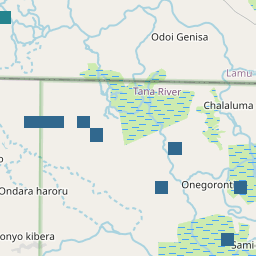 Odoi Genisa
Lamu
Tana-River
Chalaluma
Onegoront
Ondara haroru
onyo kibera
Sami